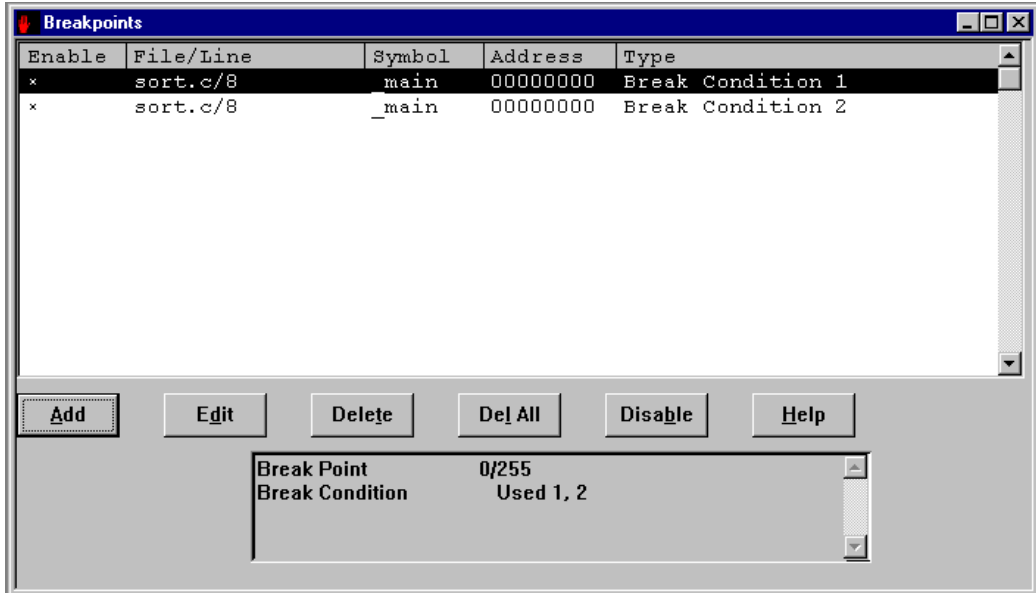 Breakpoints
Enable File/Line Symbol Address Type
× sort.c/8 _main 00000000 Break Condition 1
× sort.c/8 _main 00000000 Break Condition 2
Add Edit Delete Del All Disable Help
Break Point 0/255
Break Condition Used 1, 2